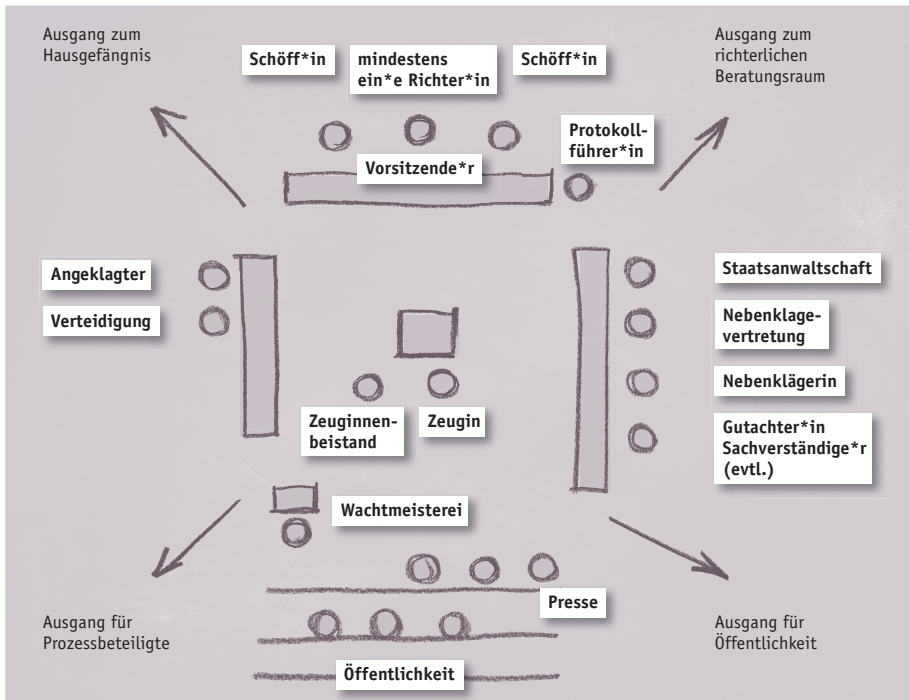 Ausgang zum
Hausgefängnis
Schöff*in
mindestens
ein*e Richter*in
Schöff*in
Ausgang zum
richterlichen
Beratungsraum
Protokoll-
führer*in
Vorsitzende*r
Angeklagter
Verteidigung
Staatsanwaltschaft
Nebenklage-
vertretung
Nebenklägerin
Gutachter*in
Sachverständige*r
(evtl.)
Zeuginnen-
beistand
Zeugin
Wachtmeisterei
Presse
Öffentlichkeit
Ausgang für
Prozessbeteiligte
Ausgang für
Öffentlichkeit